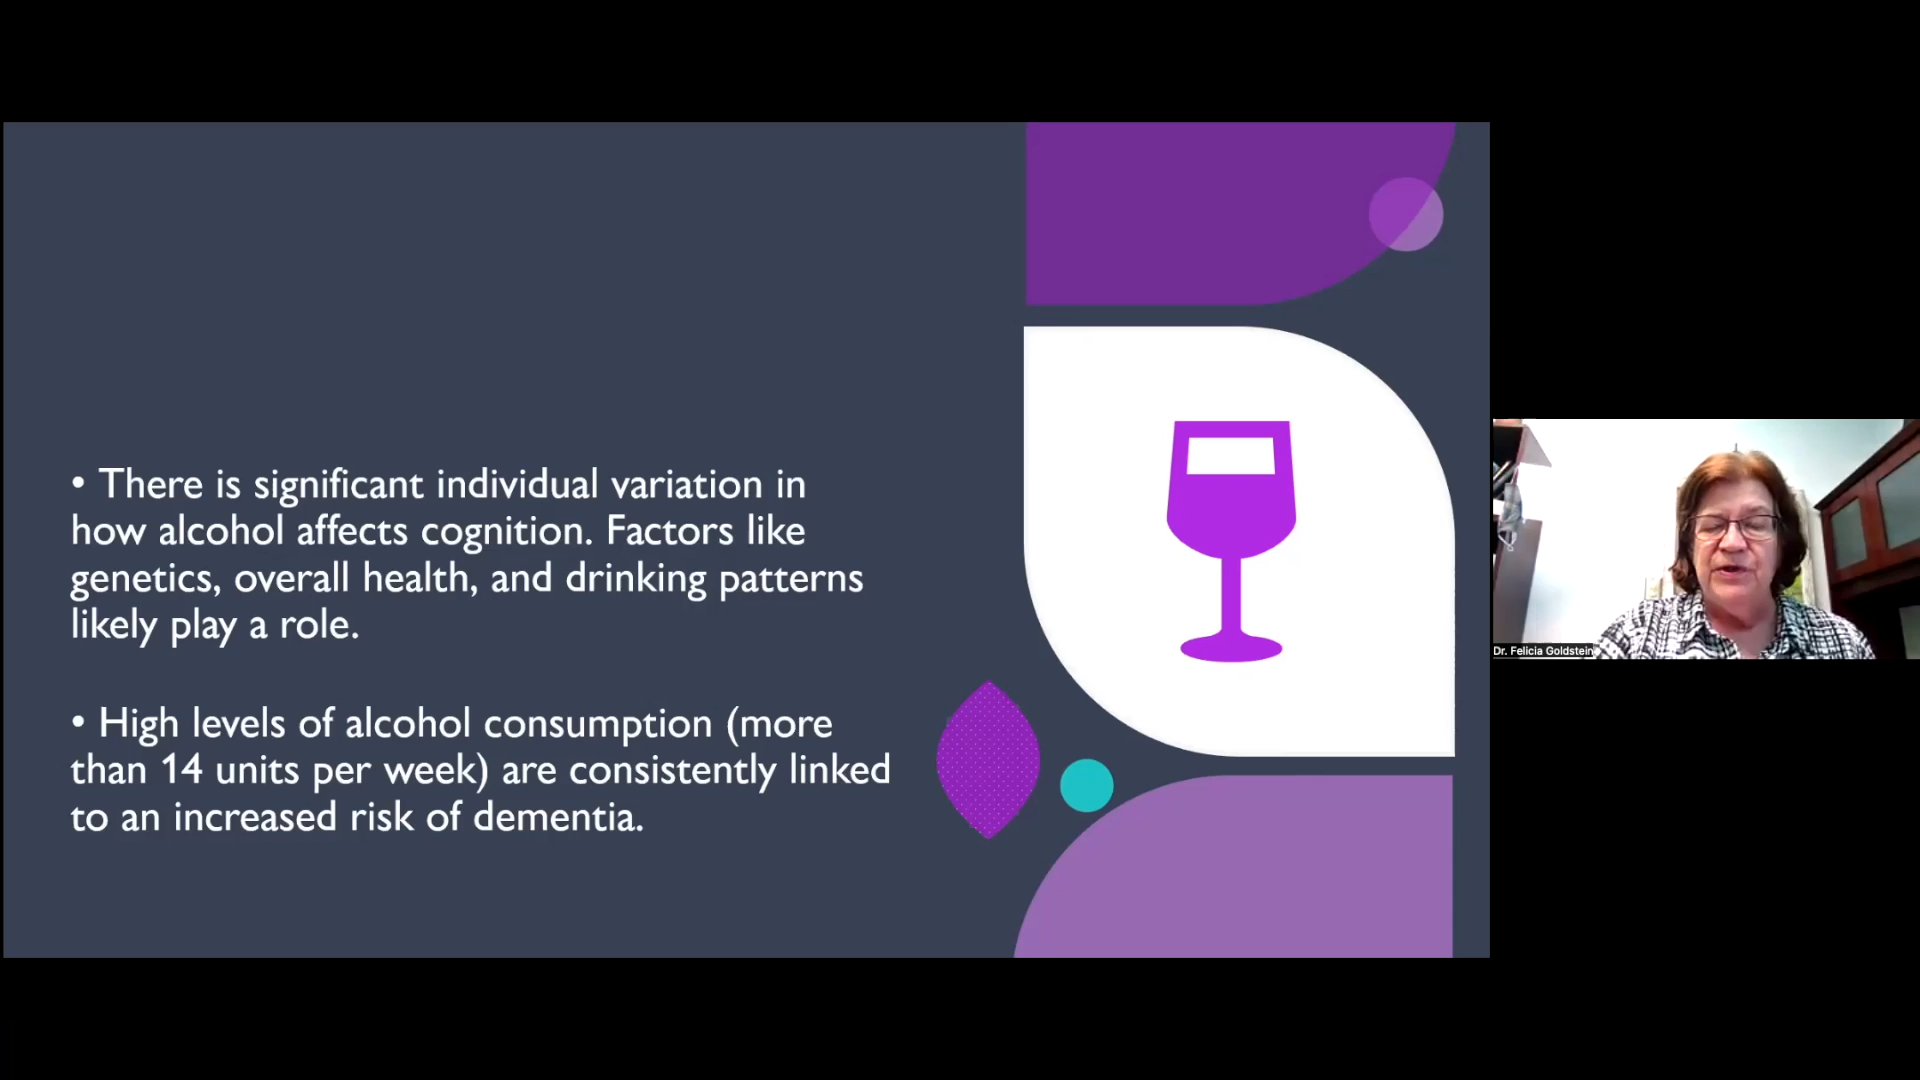 • There is significant individual variation in
how alcohol affects cognition. Factors like
genetics, overall health, and drinking patterns
likely play a role.
• High levels of alcohol consumption (more
than 14 units per week) are consistently linked
to an increased risk of dementia.
Dr. Felicia Goldstein